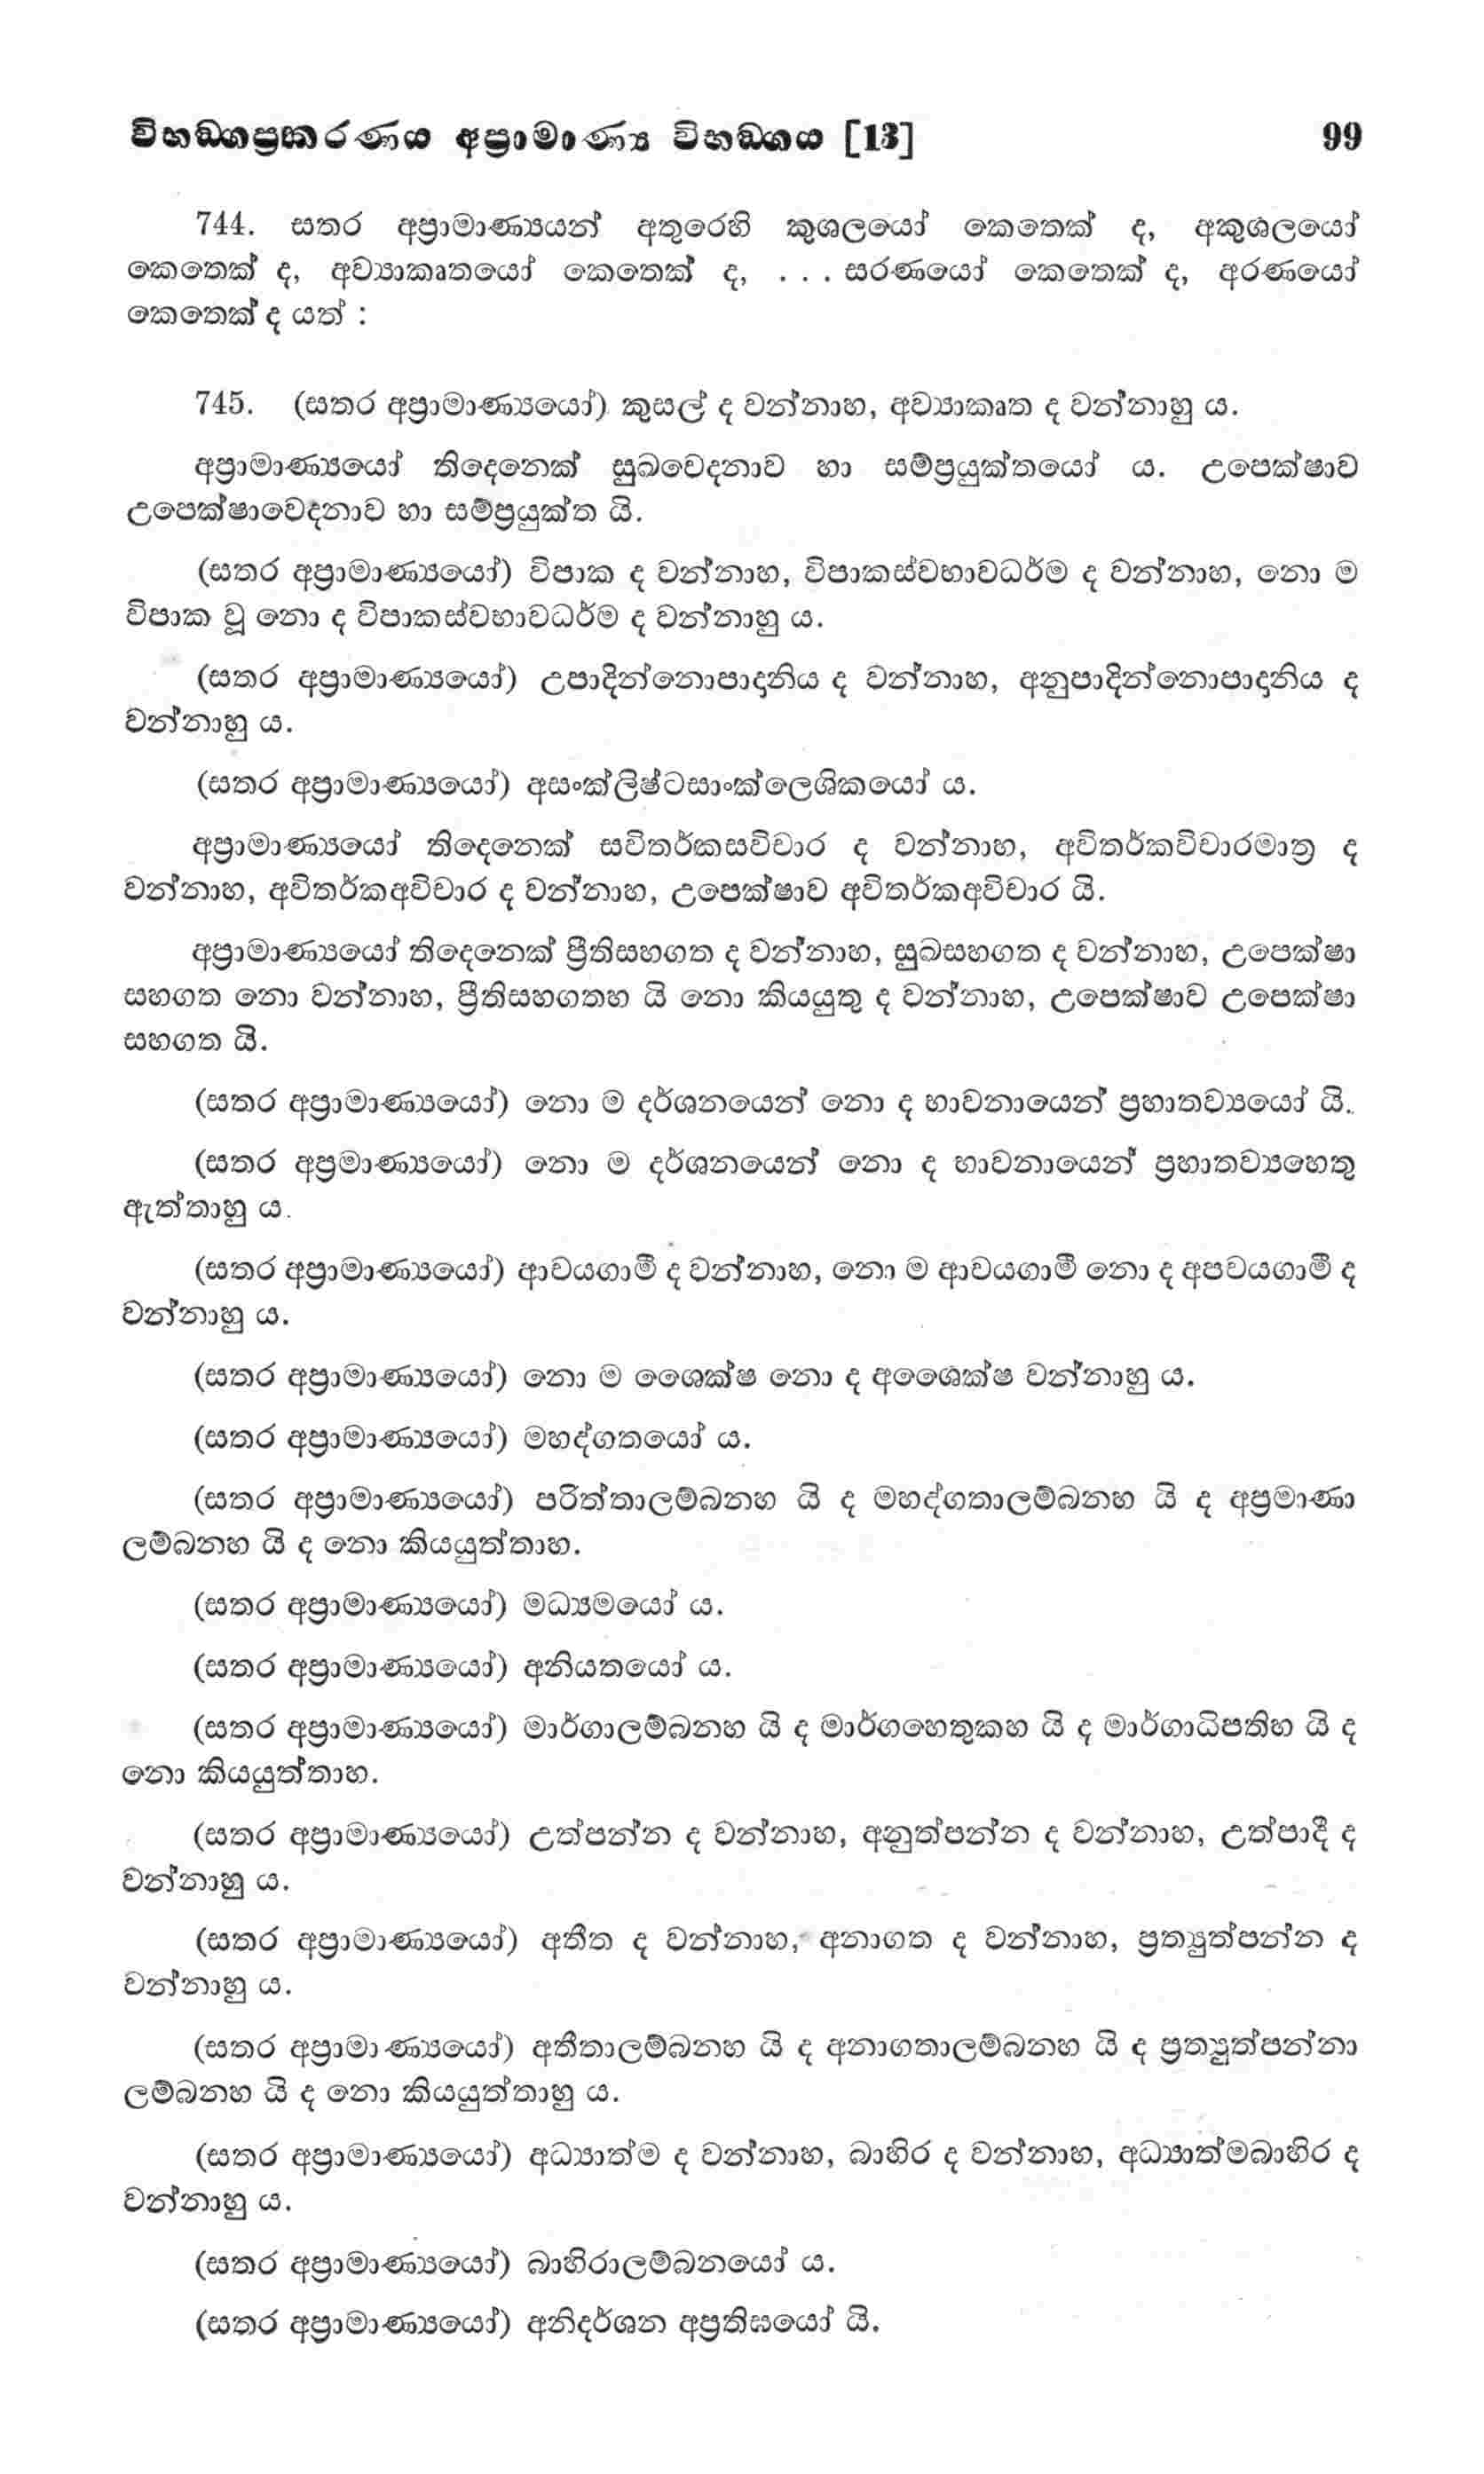 විභඞ්ගප්‍රකරණය අප්‍රාමාණ්‍ය විභඞ්ගය [13] 99
744. සතර අප්‍රාමාණ්‍යයන් අතුරෙහි කුශලයෝ කෙතෙක් ද, අකුශලයෝ
කෙතෙක් ද, අව්‍යාකෘතයෝ කෙතෙක් ද, . . . සරණයෝ කෙතෙක් ද, අරණයෝ
කෙතෙක් ද යත් :
745. (සතර අප්‍රාමාණ්‍යයෝ) කුසල් ද වන්නාහ, අව්‍යාකෘත ද වන්නාහු ය.
අප්‍රාමාණ්‍යයෝ තිදෙනෙක් සුඛවේදනාව හා සම්ප්‍රයුක්තයෝ ය. උපෙක්ෂාව
උපෙක්ෂාවෙදනාව හා සම්ප්‍රයුක්ත යි.
(සතර අප්‍රාමාණ්‍යයෝ) විපාක ද වන්නාහ, විපාකස්වභාවධර්ම ද වන්නාහ, නො ම
විපාක වූ නො ද විපාකස්වභාවධර්ම ද වන්නාහු ය.
(සතර අප්‍රාමාණ්‍යයෝ) උපාදින්නොපාදානිය ද වන්නාහ, අනුපාදින්නොපාදානිය ද
වන්නාහු ය.
(සතර අප්‍රාමාණ්‍යයෝ) අසංක්ලිෂ්ටසාංක්ලෙශිකයෝ ය.
අප්‍රාමාණ්‍යයෝ තිදෙනෙක් සවිතර්කසවිචාර ද වන්නාහ, අවිතර්කවිචාරමාත්‍ර ද
වන්නාහ, අවිතර්කඅවිචාර ද වන්නාහ, උපෙක්ෂාව අවිතර්කඅවිචාර යි.
අප්‍රාමාණ්‍යයෝ තිදෙනෙක් ප්‍රීතිසහගත ද වන්නාහ, සුඛසහගත ද වන්නාහ, උපෙක්ෂා
සහගත නො වන්නාහ, ප්‍රීතිසහගතහ යි නො කියයුතු ද වන්නාහ, උපෙක්ෂාව උපෙක්ෂා
සහගත යි.
(සතර අප්‍රාමාණ්‍යයෝ) නො ම දර්ශනයෙන් නො ද භාවනායෙන් ප්‍රහාතව්‍යයෝ යි.
(සතර අප්‍රමාණ්‍යයෝ) නො ම දර්ශනයෙන් නො ද භාවනායෙන් ප්‍රහාතව්‍යහෙතු
ඇත්තාහු ය.
(සතර අප්‍රාමාණ්‍යයෝ) ආචයගාමී ද වන්නාහ, නො ම ආචයගාමී නො ද අපචයගාමී ද
වන්නාහු ය.
(සතර අප්‍රාමාණ්‍යයෝ) නො ම ශෛක්ෂ නො ද අශෛක්ෂ වන්නාහු ය.
(සතර අප්‍රාමාණ්‍යයෝ) මහද්ගතයෝ ය.
(සතර අප්‍රාමාණ්‍යයෝ) පරිත්තාලම්බනහ යි ද මහද්ගතාලම්බනහ යි ද අප්‍රමාණා
ලම්බනහ යි ද නො කියයුත්තාහ.
(සතර අප්‍රාමාණ්‍යයෝ) මධ්‍යමයෝ ය.
(සතර අප්‍රාමාණ්‍යයෝ) අනියතයෝ ය.
(සතර අප්‍රාමාණ්‍යයෝ) මාර්ගාලම්බනහ යි ද මාර්ගහෙතුකහ යි ද මාර්ගාධිපතිහ යි ද
නො කියයුත්තාහ.
(සතර අප්‍රාමාණ්‍යයෝ) උත්පන්න ද වන්නාහ, අනුත්පන්න ද වන්නාහ, උත්පාදී ද
වන්නාහු ය.
(සතර අප්‍රාමාණ්‍යයෝ) අතීත ද වන්නාහ, අනාගත ද වන්නාහ, ප්‍රත්‍යුත්පන්න ද
වන්නාහු ය.
(සතර අප්‍රාමාණ්‍යයෝ) අතීතාලම්බනහ යි ද අනාගතාලම්බනහ යි ද ප්‍රත්‍යුත්පන්නා
ලම්බනහ යි ද නො කියයුත්තාහු ය.
(සතර අප්‍රාමාණ්‍යයෝ) අධ්‍යාත්ම ද වන්නාහ, බාහිර ද වන්නාහ, අධ්‍යාත්මබාහිර ද
වන්නාහු ය.
(සතර අප්‍රාමාණ්‍යයෝ) බාහිරාලම්බනයෝ ය.
(සතර අප්‍රාමාණ්‍යයෝ) අනිදර්ශන අප්‍රතිඝයෝ යි.